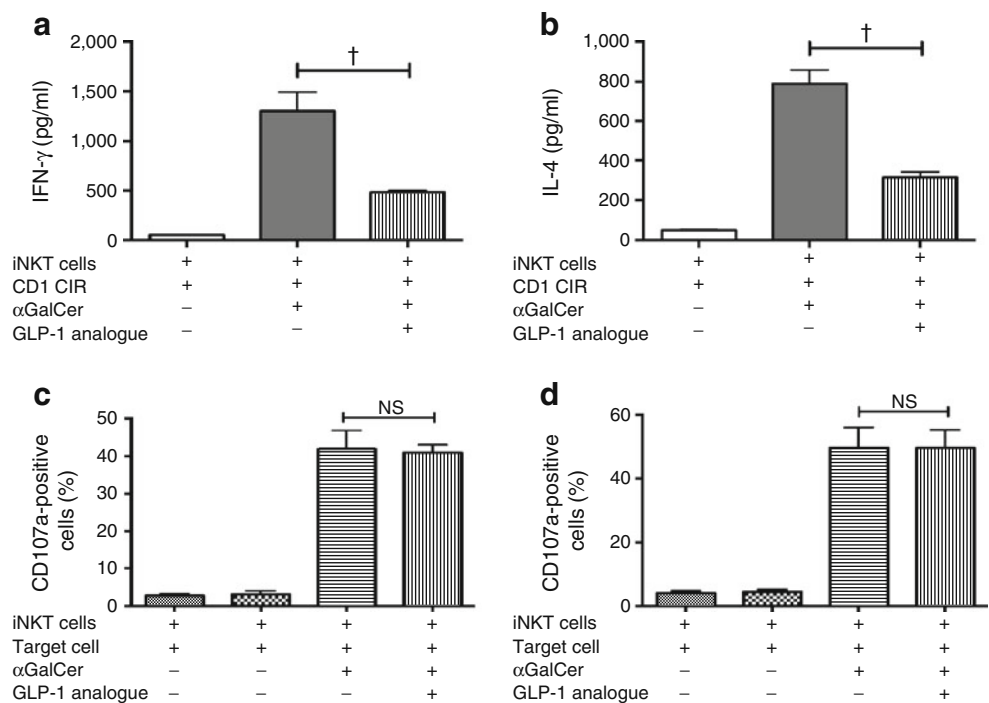 a
†
2,000
1,500
1,000
500
0
IFN-γ (pg/ml)
iNKT cells + + +
CD1 CIR + + +
αGalCer – + +
GLP-1 analogue – – +
b
†
1,000
800
600
400
200
0
IL-4 (pg/ml)
iNKT cells + + +
CD1 CIR + + +
αGalCer – + +
GLP-1 analogue – – +
c
NS
50
40
30
20
10
0
CD107a-positive
cells (%)
iNKT cells + + + +
Target cell + + + +
αGalCer – – + +
GLP-1 analogue – – – +
d
NS
60
40
20
0
CD107a-positive
cells (%)
iNKT cells + + + +
Target cell + + + +
αGalCer – – + +
GLP-1 analogue – – – +